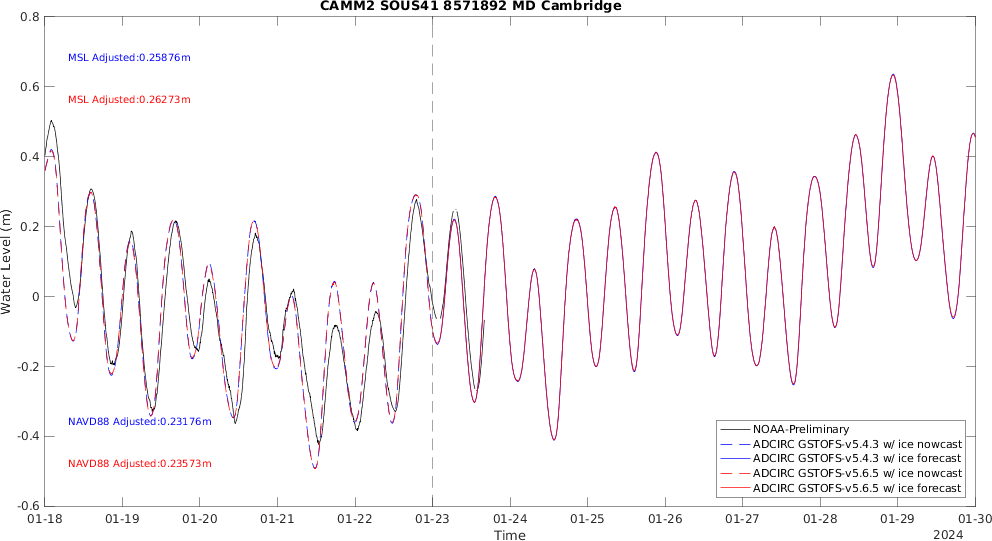 CAMM2 SOUS41 8571892 MD Cambridge
0.8
0.6
0.4
0.2
0
-0.2
-0.4
-0.6
Water Level (m)
MSL Adjusted:0.25876m
MSL Adjusted:0.26273m
NAVD88 Adjusted:0.23176m
NAVD88 Adjusted:0.23573m
NOAA-Preliminary
ADCIRC GSTOFS-v5.4.3 w/ ice nowcast
ADCIRC GSTOFS-v5.4.3 w/ ice forecast
ADCIRC GSTOFS-v5.6.5 w/ ice nowcast
ADCIRC GSTOFS-v5.6.5 w/ ice forecast
01-18 01-19 01-20 01-21 01-22 01-23 01-24 01-25 01-26 01-27 01-28 01-29 01-30
Time
2024